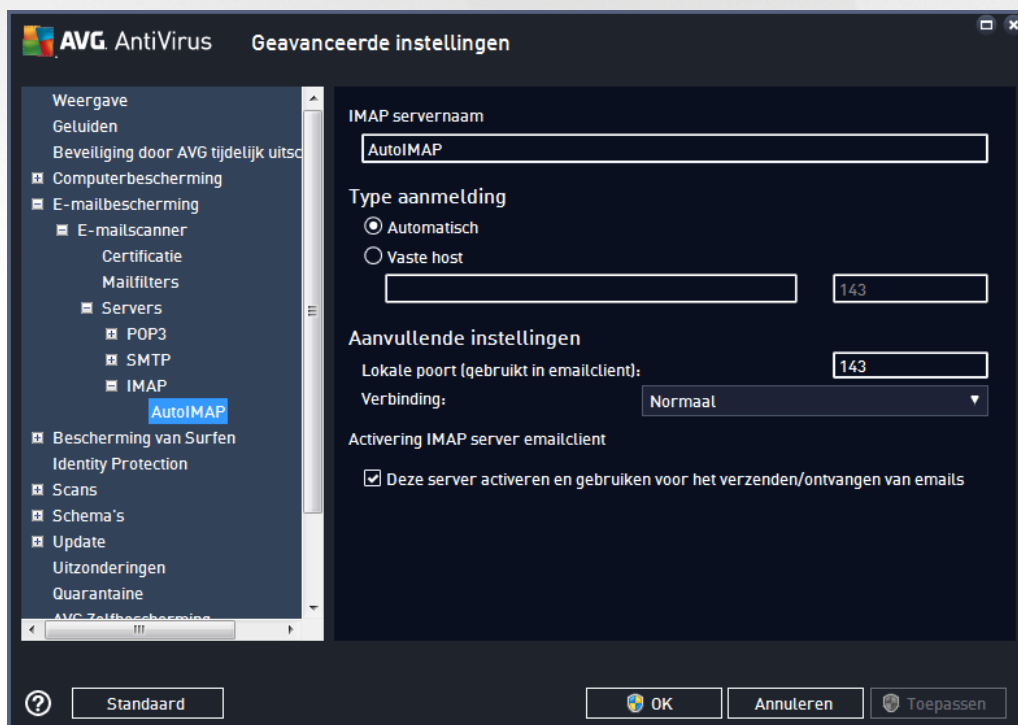 AVG. AntiVirus Geavanceerde instellingen
Weergave
Geluiden
Beveiliging door AVG tijdelijk uitsc
Computerbescherming
E-mailbescherming
E-mailscanner
Certificatie
Mailfilters
Servers
POP3
SMTP
IMAP
AutoIMAP
Bescherming van Surfen
Identity Protection
Scans
Schema's
Update
Uitzonderingen
Quarantaine
AVG Zelfbescherming
IMAP servernaam
AutoIMAP
Type aanmelding
Automatisch
Vaste host
143
Aanvullende instellingen
Lokale poort (gebruikt in emailclient): 143
Verbinding: Normaal
Activering IMAP server emailclient
Deze server activeren en gebruiken voor het verzenden/ontvangen van emails
Standaard OK Annuleren Toepassen